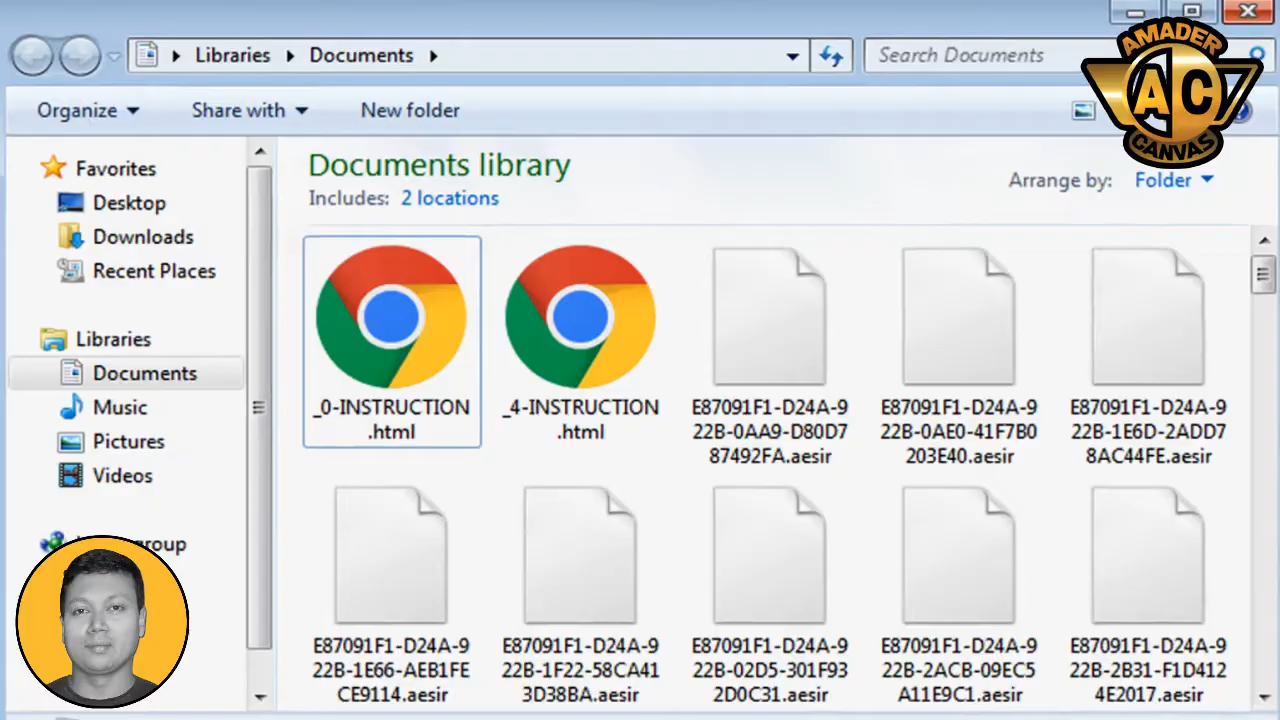 AMADER
AC
CANVAS
Libraries
Documents
Search Documents
Organize
Share with
New folder
Documents library
Includes: 2 locations
Arrange by: Folder
Favorites
Desktop
Downloads
Recent Places
Libraries
Documents
Music
Pictures
Videos
group
_0-INSTRUCTION
.html
_4-INSTRUCTION
.html
E87091F1-D24A-9
22B-0AA9-D80D7
87492FA.aesir
E87091F1-D24A-9
22B-0AE0-41F7B0
203E40.aesir
E87091F1-D24A-9
22B-1E6D-2ADD7
8AC44FE.aesir
E87091F1-D24A-9
22B-1E66-AEB1FE
CE9114.aesir
E87091F1-D24A-9
22B-1F22-58CA41
3D38BA.aesir
E87091F1-D24A-9
22B-02D5-301F93
2D0C31.aesir
E87091F1-D24A-9
22B-2ACB-09EC5
A11E9C1.aesir
E87091F1-D24A-9
22B-2B31-F1D412
4E2017.aesir